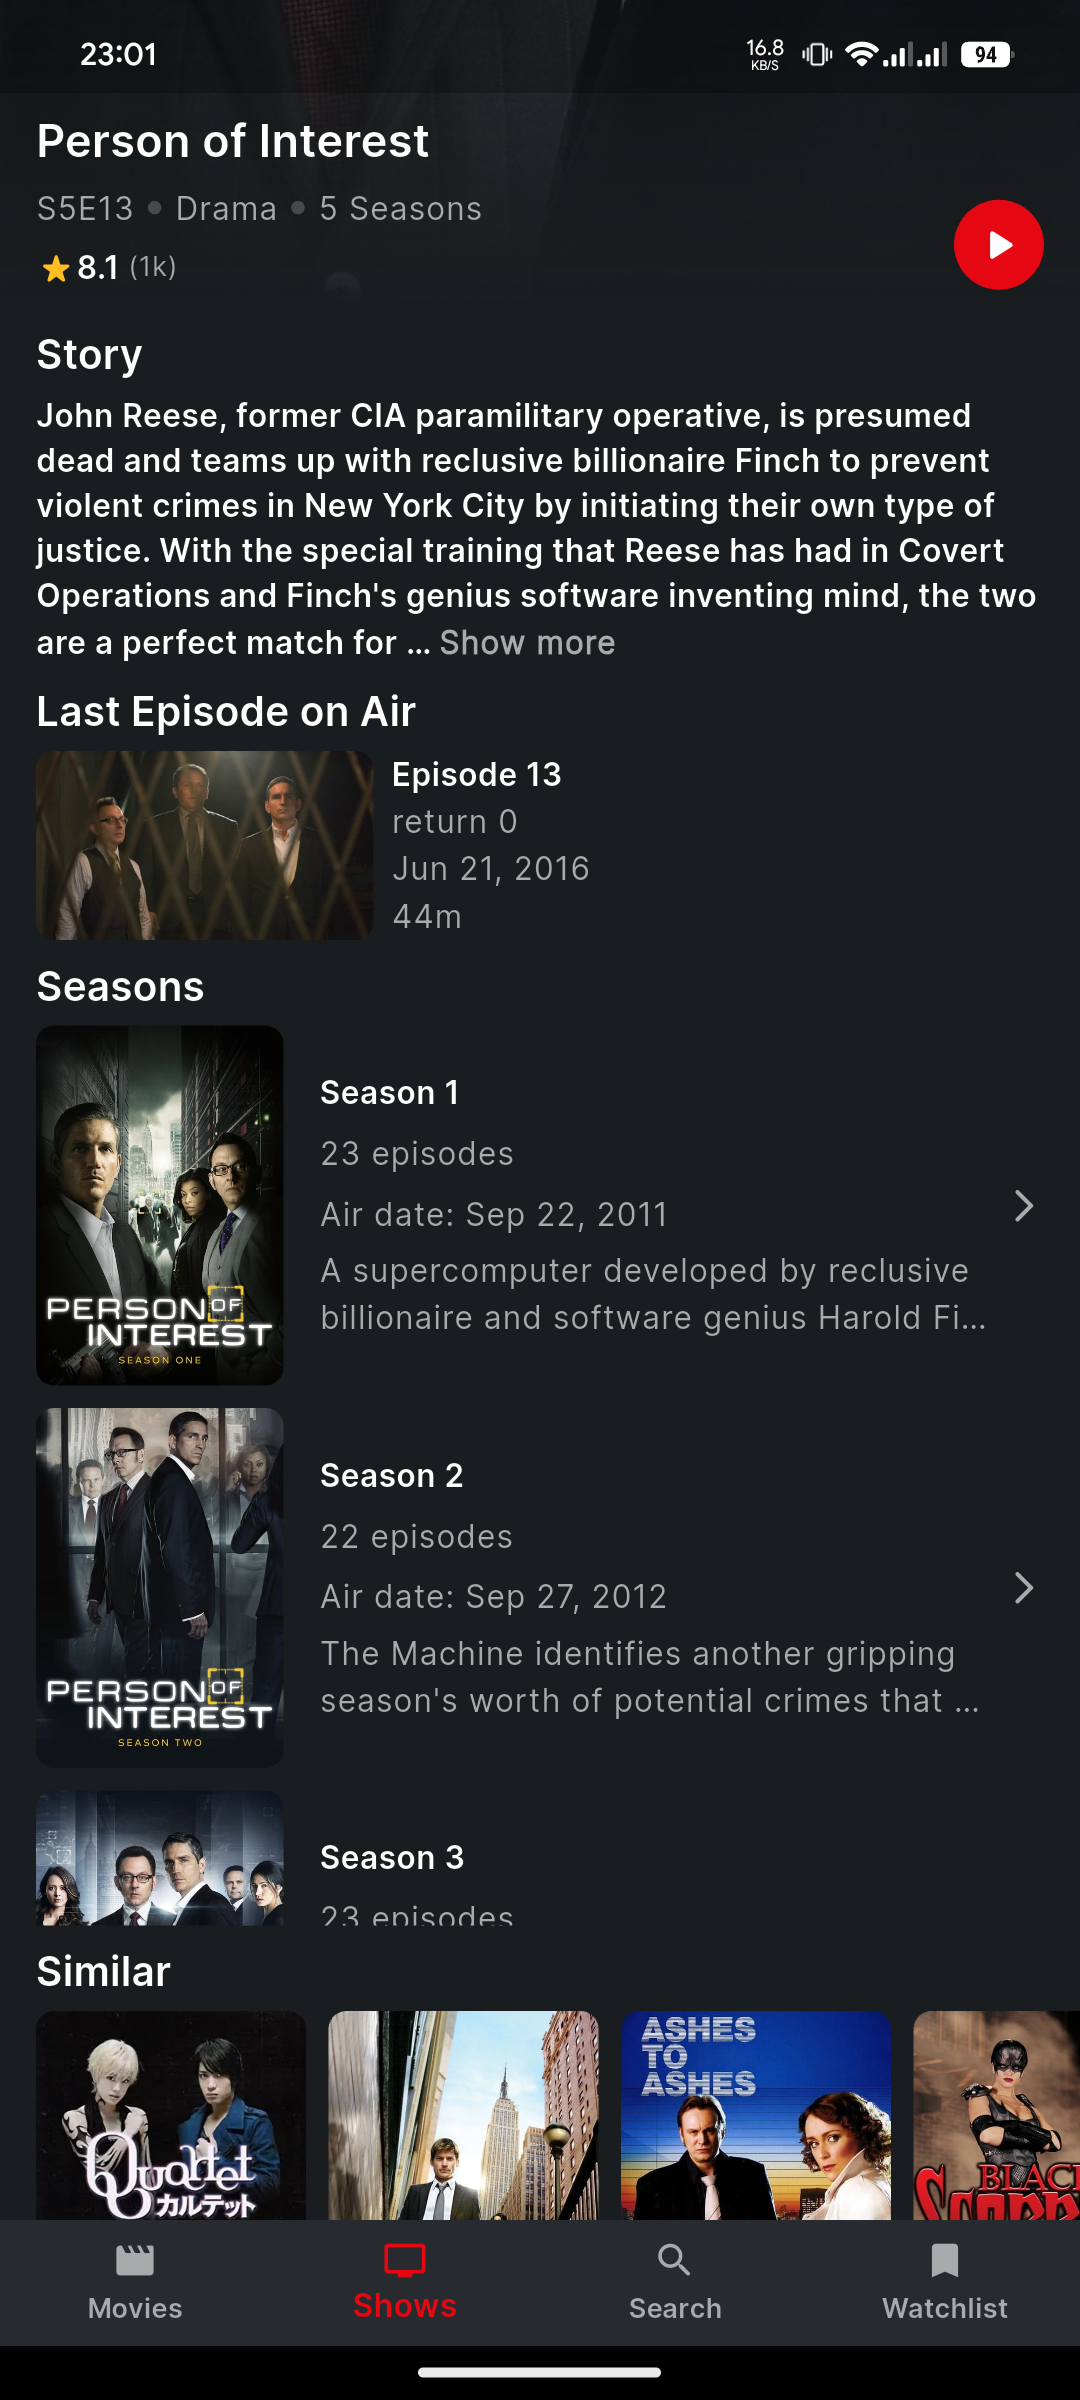 23:01
16.8
KB/S
94
Person of Interest
S5E13 • Drama • 5 Seasons
8.1 (1k)
Story
John Reese, former CIA paramilitary operative, is presumed
dead and teams up with reclusive billionaire Finch to prevent
violent crimes in New York City by initiating their own type of
justice. With the special training that Reese has had in Covert
Operations and Finch's genius software inventing mind, the two
are a perfect match for ... Show more
Last Episode on Air
Episode 13
return 0
Jun 21, 2016
44m
Seasons
PERSON OF
INTEREST
SEASON ONE
Season 1
23 episodes
Air date: Sep 22, 2011
A supercomputer developed by reclusive
billionaire and software genius Harold Fi...
PERSON OF
INTEREST
SEASON TWO
Season 2
22 episodes
Air date: Sep 27, 2012
The Machine identifies another gripping
season's worth of potential crimes that ...
Season 3
23 episodes
Similar
Quartet
カルテット
ASHES
TO
ASHES
BLACK
Movies
Shows
Search
Watchlist